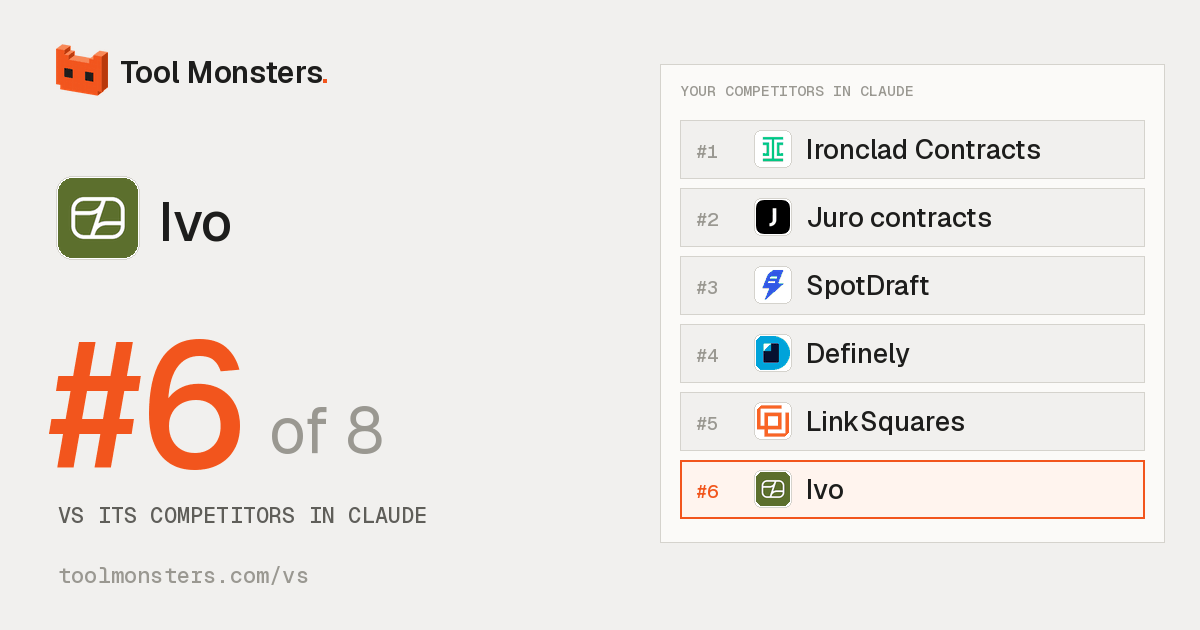 Tool Monsters.
Ivo
#6 of 8
VS ITS COMPETITORS IN CLAUDE
toolmonsters.com/vs
YOUR COMPETITORS IN CLAUDE
#1 Ironclad Contracts
#2 J Juro contracts
#3 SpotDraft
#4 Definely
#5 LinkSquares
#6 Ivo